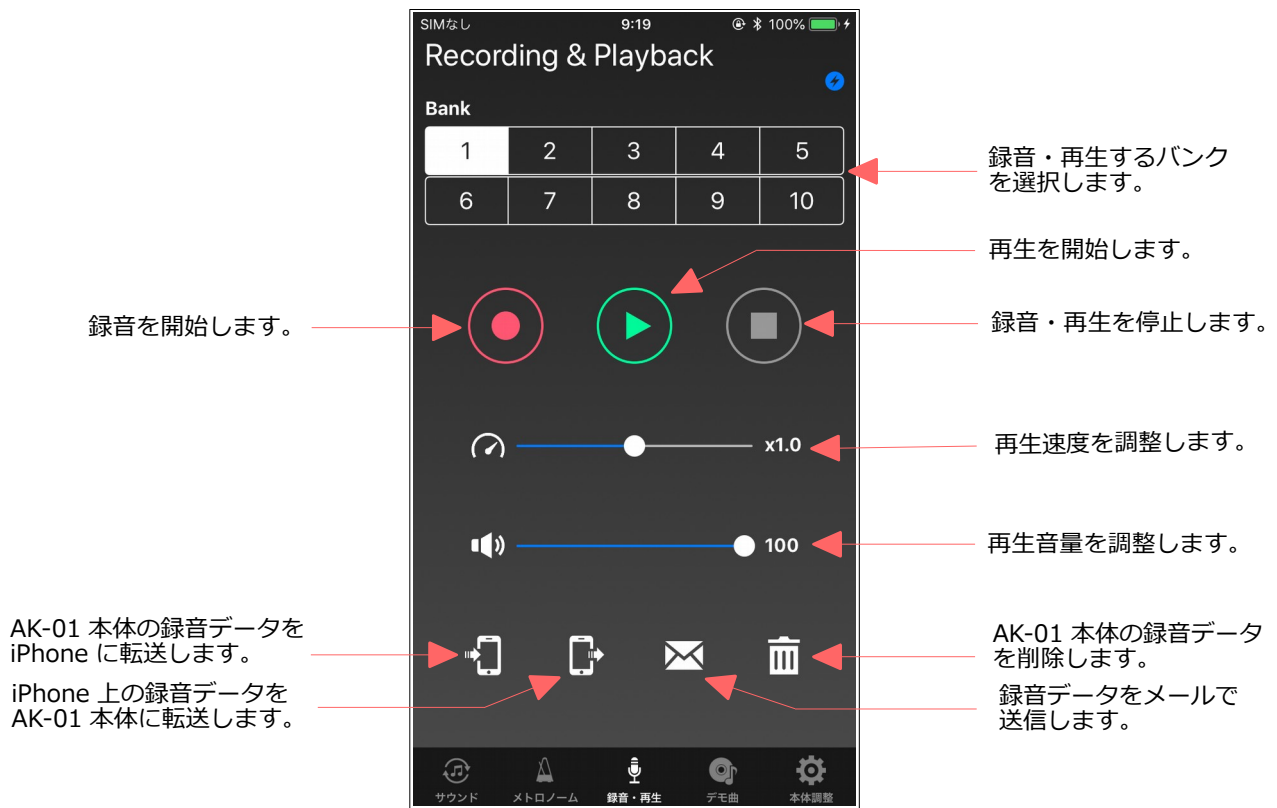 SIMなし 9:19 100%
Recording & Playback
Bank
1 2 3 4 5
6 7 8 9 10
録音・再生するバンク
を選択します。
再生を開始します。
録音を開始します。
録音・再生を停止します。
x1.0
再生速度を調整します。
100
再生音量を調整します。
AK-01 本体の録音データを
iPhone に転送します。
iPhone 上の録音データを
AK-01 本体に転送します。
AK-01 本体の録音データ
を削除します。
録音データをメールで
送信します。
サウンド メトロノーム 録音・再生 デモ曲 本体調整